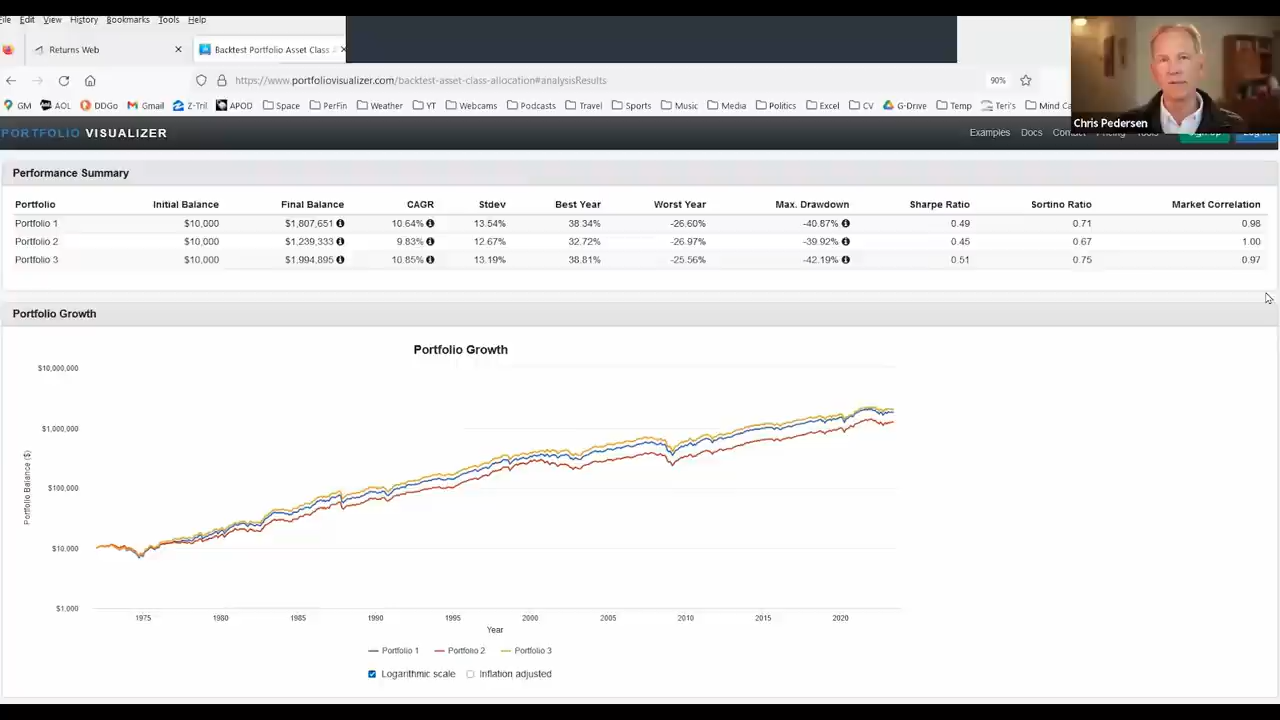 File Edit View History Bookmarks Tools Help
Returns Web
Backtest Portfolio Asset Class
https://www.portfoliovisualizer.com/backtest-asset-class-allocation#analysisResults
90%
GM AOL DDGo Gmail Z-Tril APOD Space PerFin Weather YT Webcams Podcasts Travel Sports Music Media Politics Excel CV G-Drive Temp Teri's Mind Ca
Chris Pedersen
PORTFOLIO VISUALIZER
Examples Docs Contact Pricing Tools Sign Up Log In
Performance Summary
Portfolio Initial Balance Final Balance CAGR Stdev Best Year Worst Year Max. Drawdown Sharpe Ratio Sortino Ratio Market Correlation
Portfolio 1 $10,000 $1,807,651 10.64% 13.54% 38.34% -26.60% -40.87% 0.49 0.71 0.98
Portfolio 2 $10,000 $1,239,333 9.83% 12.67% 32.72% -26.97% -39.92% 0.45 0.67 1.00
Portfolio 3 $10,000 $1,994,895 10.85% 13.19% 38.81% -25.56% -42.19% 0.51 0.75 0.97
Portfolio Growth
Portfolio Growth
$10,000,000
$1,000,000
$100,000
$10,000
$1,000
Portfolio Balance ($)
1975 1980 1985 1990 1995 2000 2005 2010 2015 2020
Year
Portfolio 1 Portfolio 2 Portfolio 3
Logarithmic scale Inflation adjusted